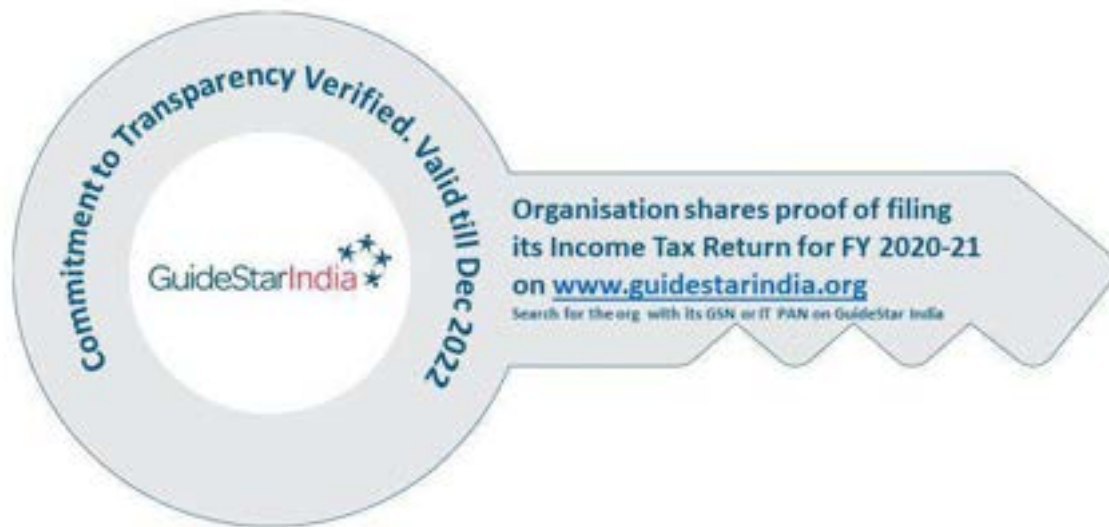 Commitment to Transparency Verified. Valid till Dec 2022
GuideStarIndia
Organisation shares proof of filing
its Income Tax Return for FY 2020-21
on www.guidestarindia.org
Search for the org with its GSN or IT PAN on GuideStar India